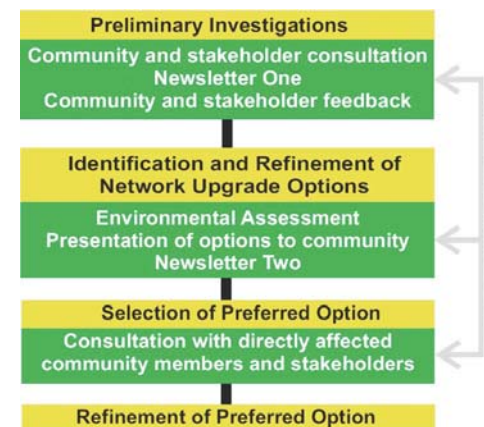 Preliminary Investigations
Community and stakeholder consultation
Newsletter One
Community and stakeholder feedback
Identification and Refinement of
Network Upgrade Options
Environmental Assessment
Presentation of options to community
Newsletter Two
Selection of Preferred Option
Consultation with directly affected
community members and stakeholders
Refinement of Preferred Option